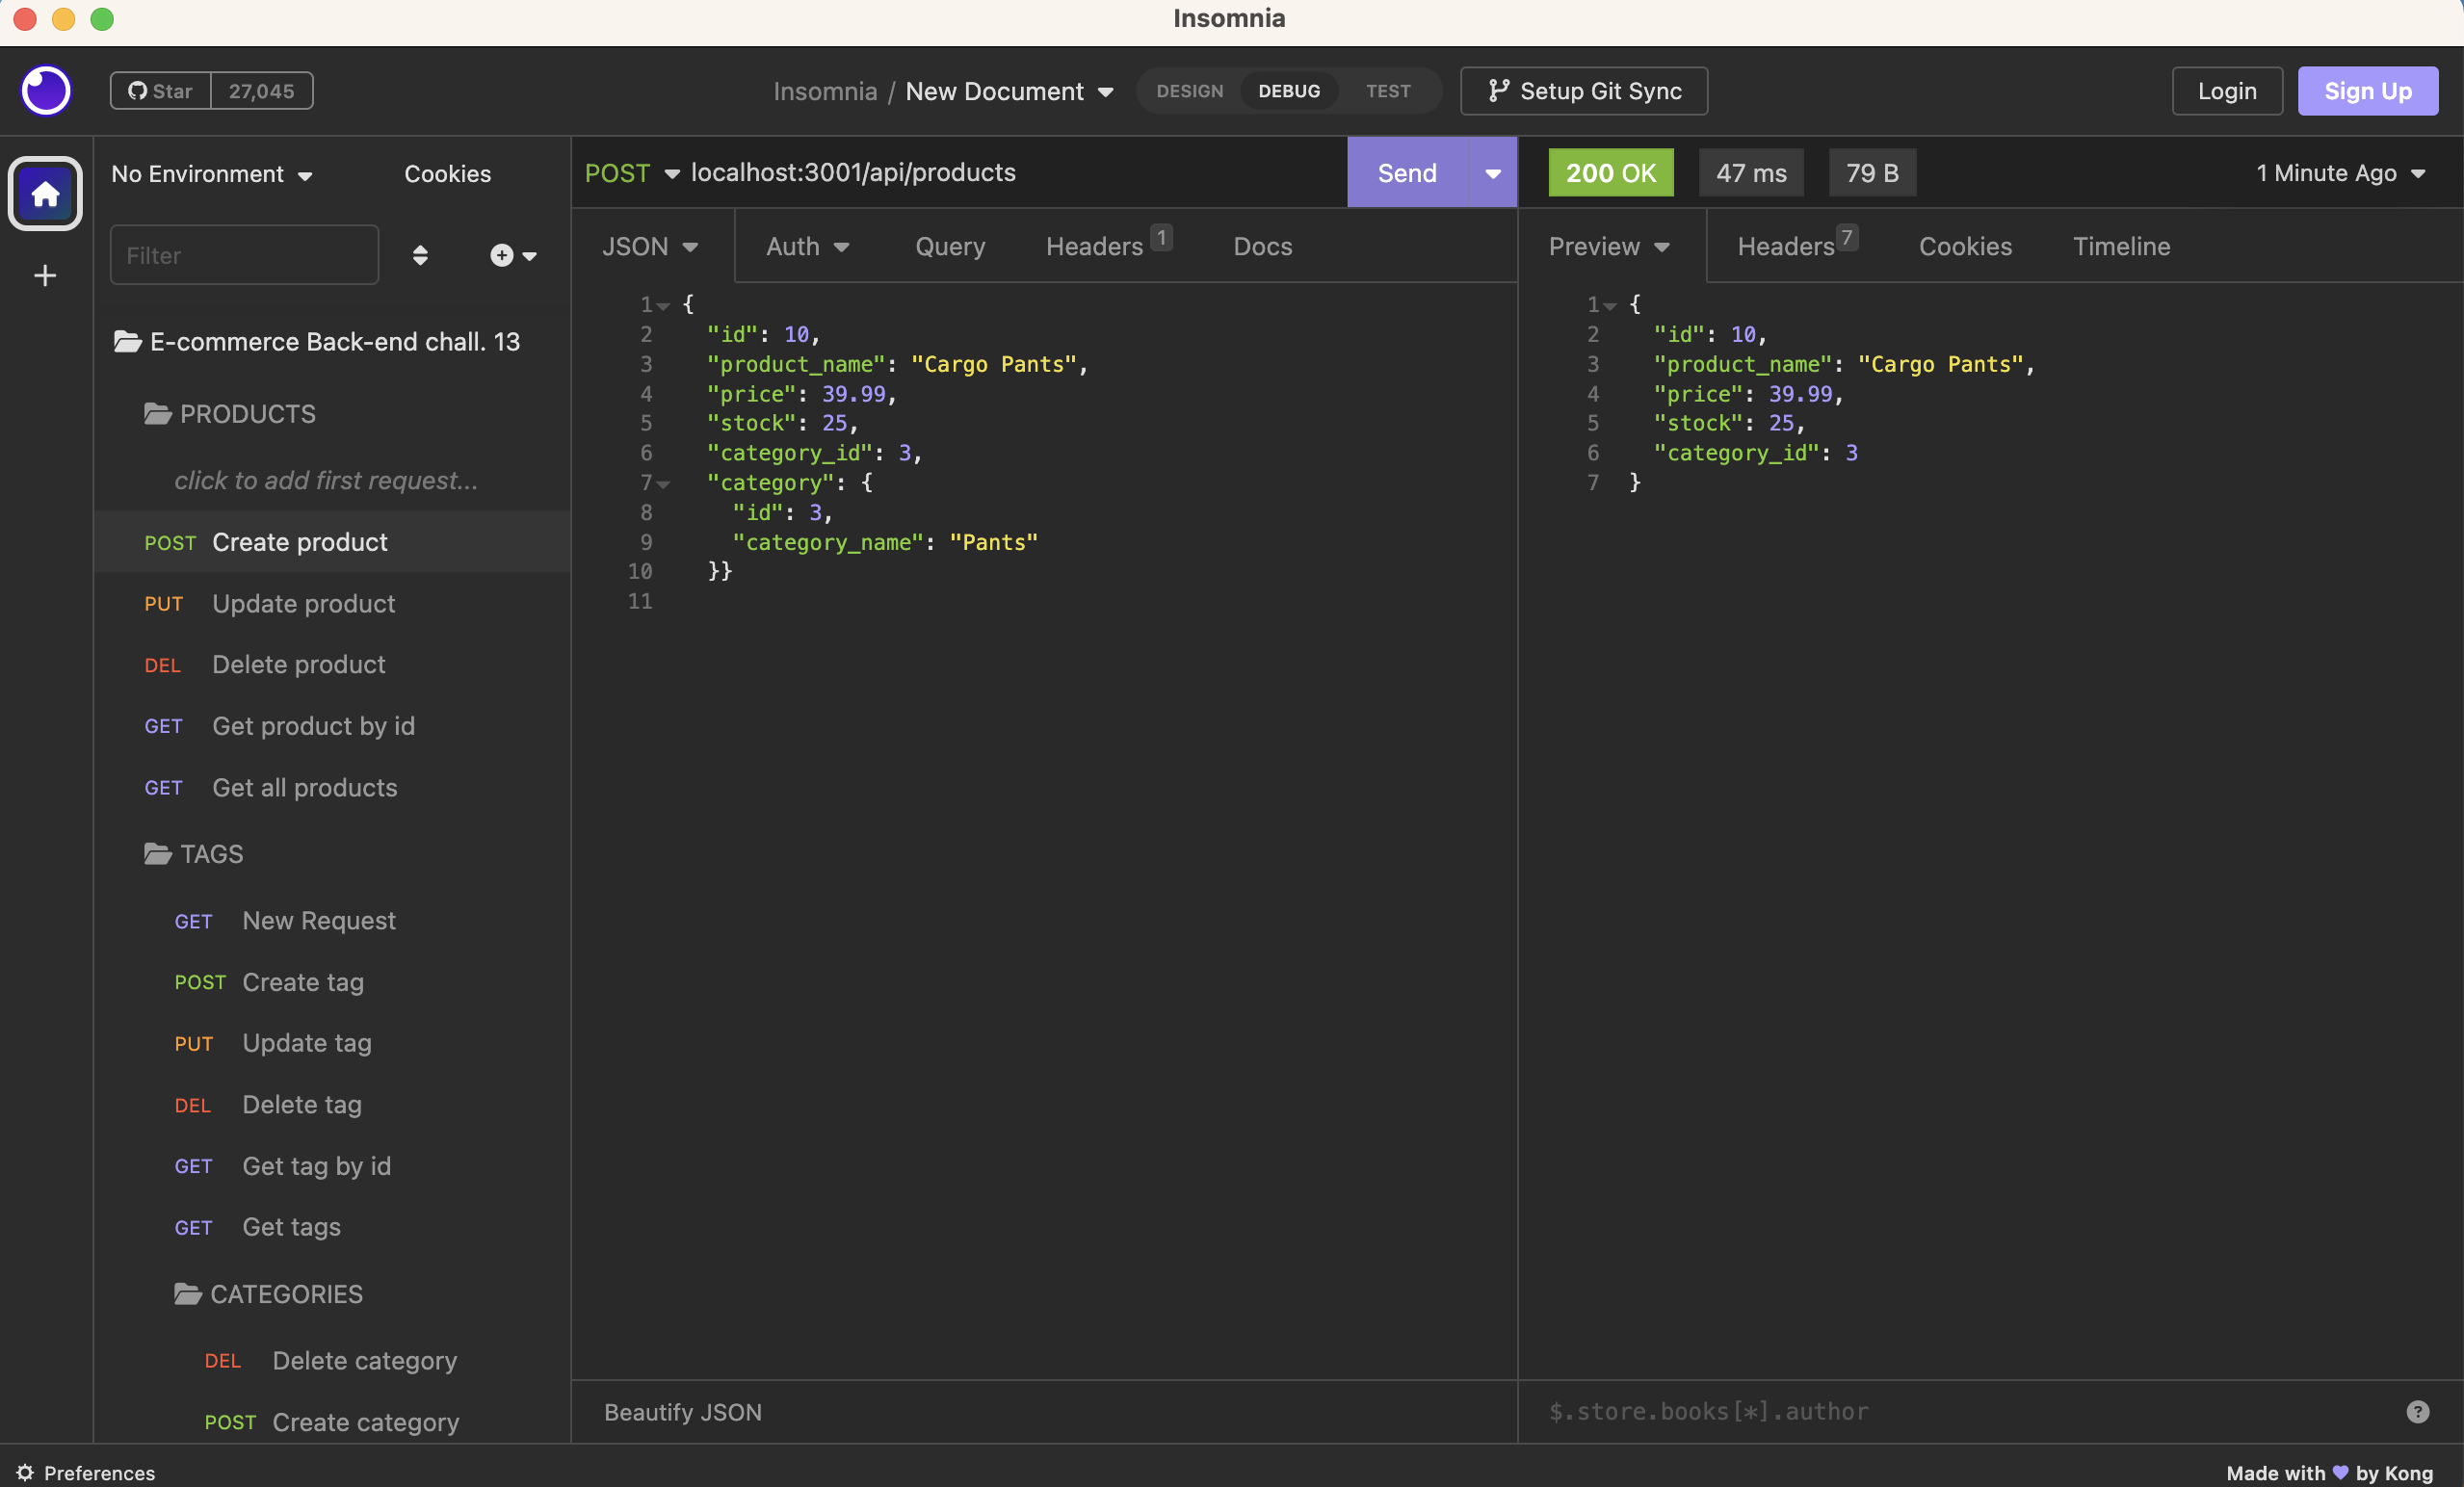 Insomnia
Star 27,045
Insomnia / New Document
DESIGN DEBUG TEST
Setup Git Sync
Login Sign Up
No Environment Cookies
Filter
E-commerce Back-end chall. 13
PRODUCTS
click to add first request...
POST Create product
PUT Update product
DEL Delete product
GET Get product by id
GET Get all products
TAGS
GET New Request
POST Create tag
PUT Update tag
DEL Delete tag
GET Get tag by id
GET Get tags
CATEGORIES
DEL Delete category
POST Create category
POST localhost:3001/api/products Send
JSON Auth Query Headers 1 Docs
1 {
2 "id": 10,
3 "product_name": "Cargo Pants",
4 "price": 39.99,
5 "stock": 25,
6 "category_id": 3,
7 "category": {
8 "id": 3,
9 "category_name": "Pants"
10 }}
11
Beautify JSON
200 OK 47 ms 79 B 1 Minute Ago
Preview Headers 7 Cookies Timeline
1 {
2 "id": 10,
3 "product_name": "Cargo Pants",
4 "price": 39.99,
5 "stock": 25,
6 "category_id": 3
7 }
$.store.books[*].author ?
Preferences
Made with by Kong